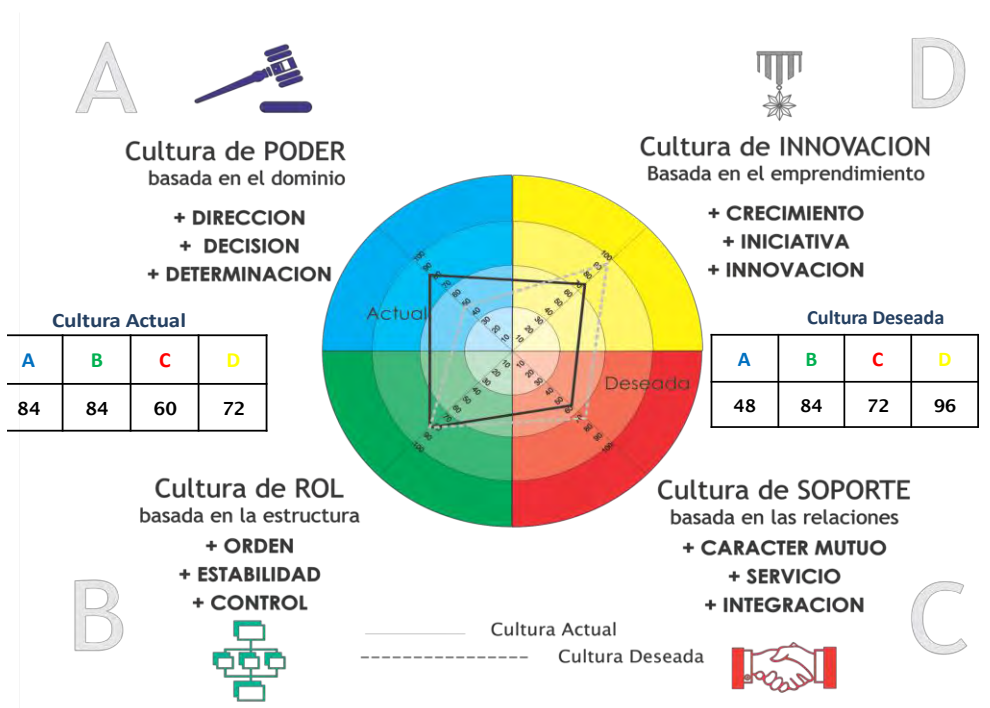 A
Cultura de PODER
basada en el dominio
+ DIRECCION
+ DECISION
+ DETERMINACION
D
Cultura de INNOVACION
Basada en el emprendimiento
+ CRECIMIENTO
+ INICIATIVA
+ INNOVACION
Cultura Actual
A B C D
84 84 60 72
Actual
Deseada
Cultura Deseada
A B C D
48 84 72 96
Cultura de ROL
basada en la estructura
+ ORDEN
+ ESTABILIDAD
+ CONTROL
B
Cultura de SOPORTE
basada en las relaciones
+ CARACTER MUTUO
+ SERVICIO
+ INTEGRACION
C
Cultura Actual
Cultura Deseada